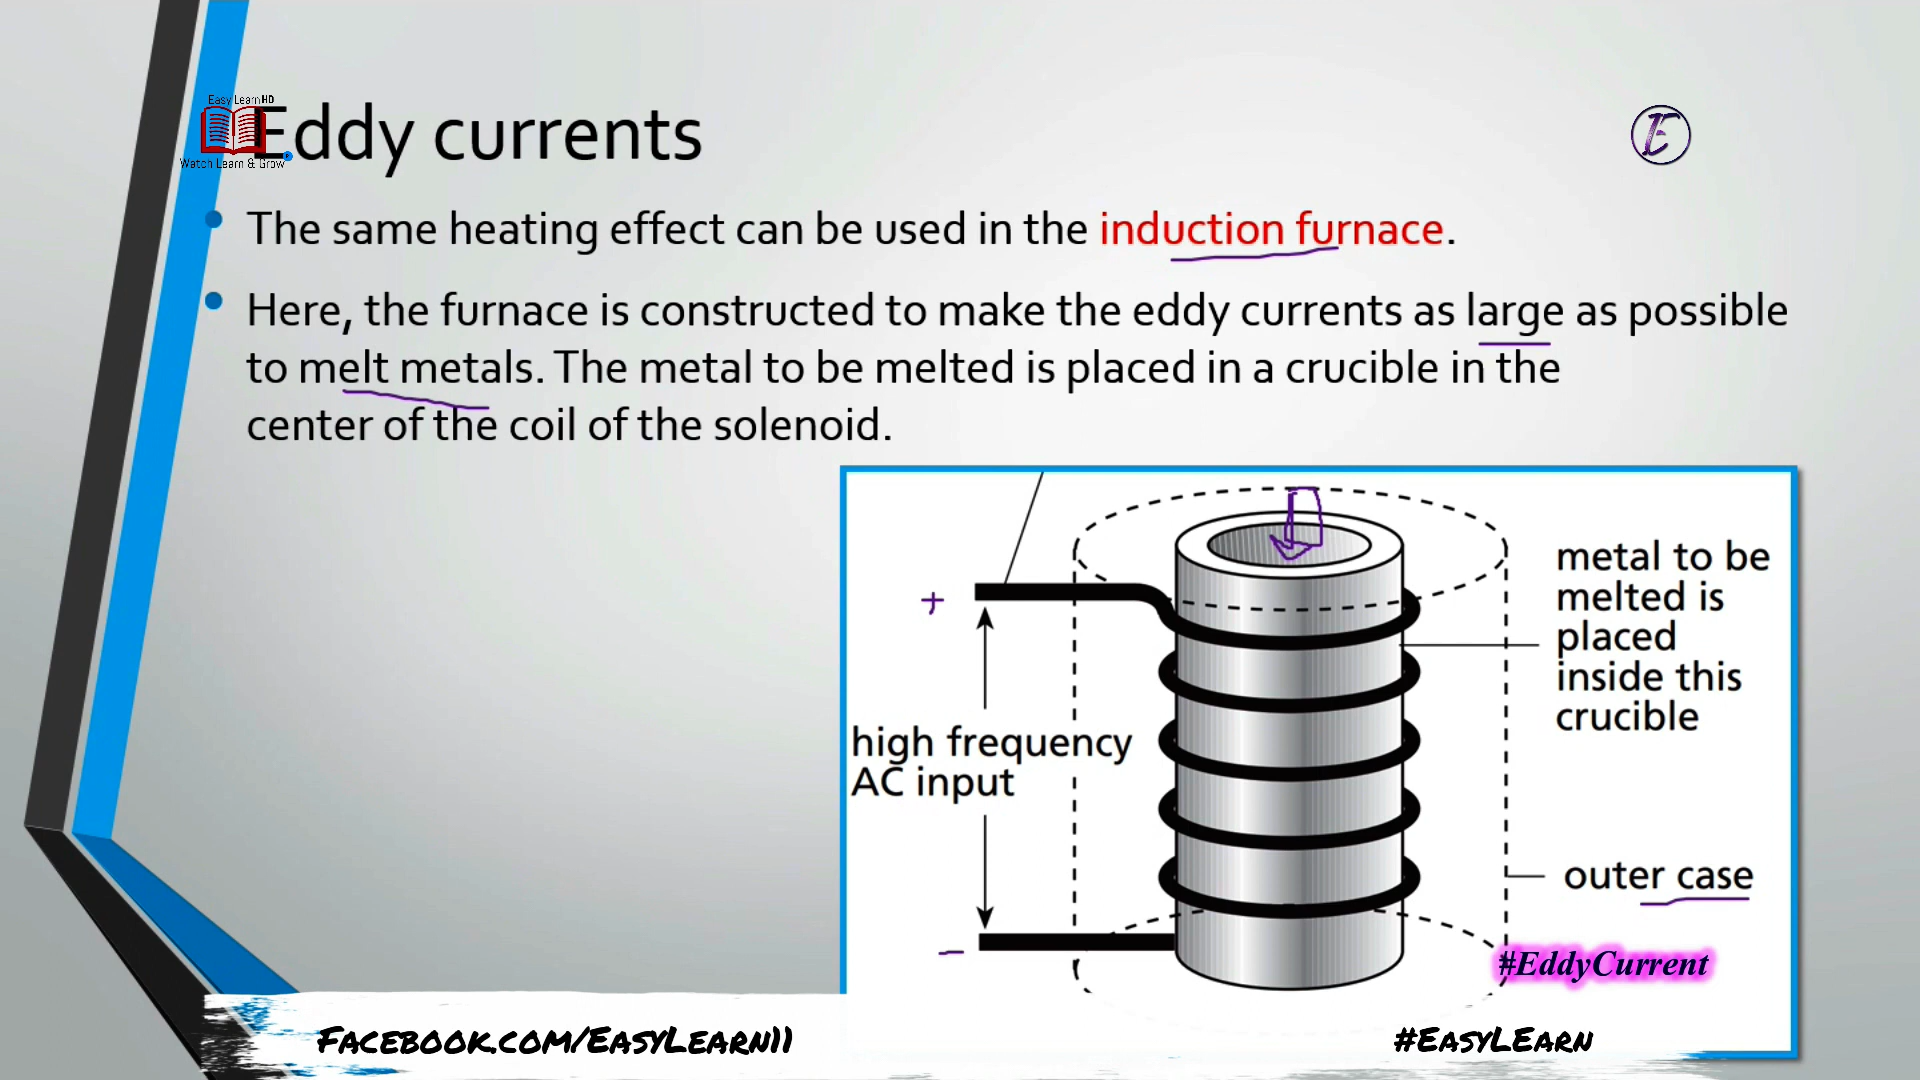 Easy Learn HD
Watch Learn & Grow
Eddy currents
E
The same heating effect can be used in the induction furnace.
Here, the furnace is constructed to make the eddy currents as large as possible
to melt metals. The metal to be melted is placed in a crucible in the
center of the coil of the solenoid.
+
high frequency
AC input
-
metal to be
melted is
placed
inside this
crucible
outer case
#EddyCurrent
Facebook.com/EasyLearn11
#EasyLEarn